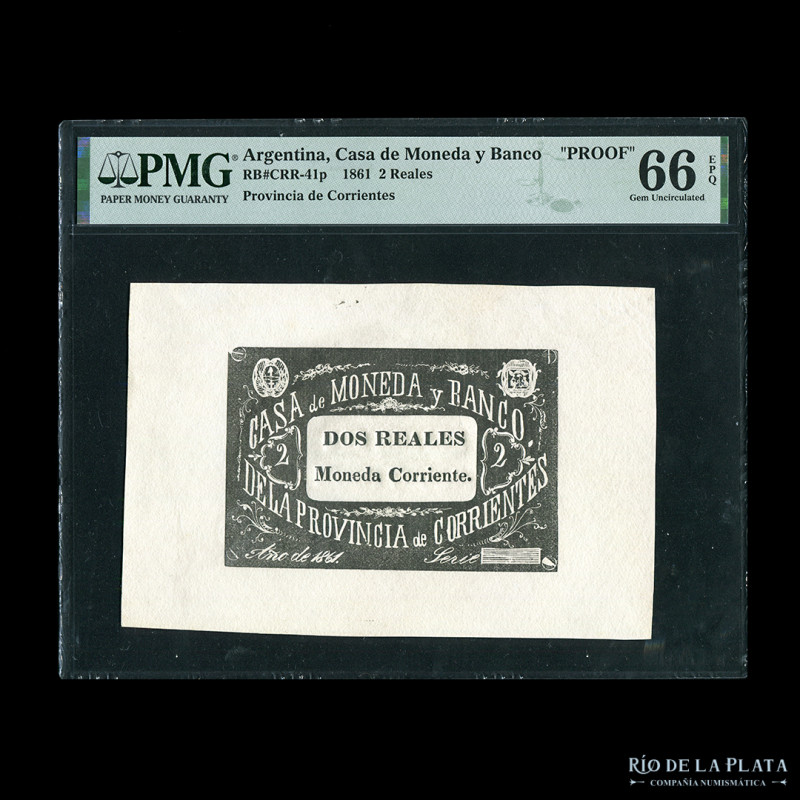 PMG®
PAPER MONEY GUARANTY
Argentina, Casa de Moneda y Banco "PROOF"
RB#CRR-41p 1861 2 Reales
Provincia de Corrientes
66 EPQ
Gem Uncirculated
CASA de MONEDA y BANCO.
DOS REALES
2 2
Moneda Corriente.
DE LA PROVINCIA de CORRIENTES
Año de 1861. Serie
RÍO DE LA PLATA
COMPAÑÍA NUMISMÁTICA